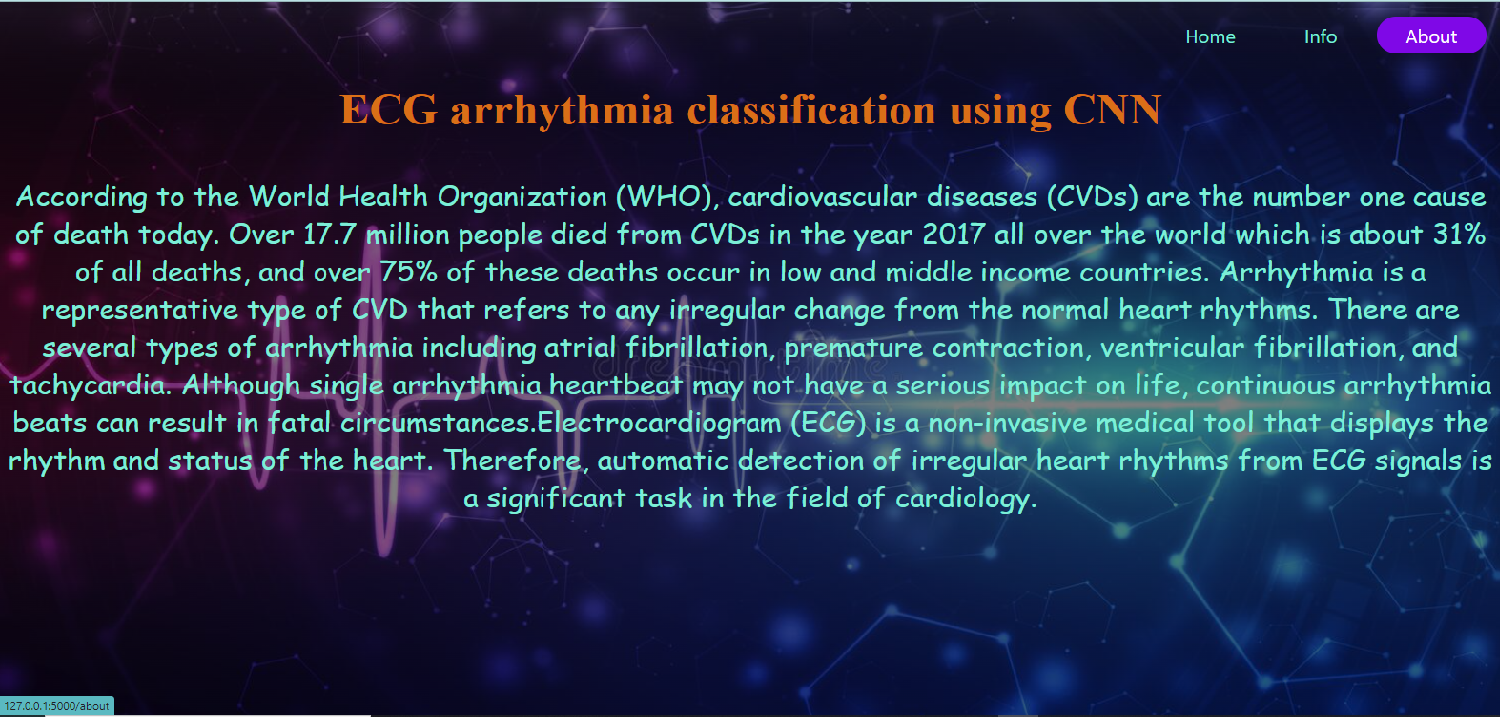 Home Info About
ECG arrhythmia classification using CNN
According to the World Health Organization (WHO), cardiovascular diseases (CVDs) are the number one cause
of death today. Over 17.7 million people died from CVDs in the year 2017 all over the world which is about 31%
of all deaths, and over 75% of these deaths occur in low and middle income countries. Arrhythmia is a
representative type of CVD that refers to any irregular change from the normal heart rhythms. There are
several types of arrhythmia including atrial fibrillation, premature contraction, ventricular fibrillation, and
tachycardia. Although single arrhythmia heartbeat may not have a serious impact on life, continuous arrhythmia
beats can result in fatal circumstances.Electrocardiogram (ECG) is a non-invasive medical tool that displays the
rhythm and status of the heart. Therefore, automatic detection of irregular heart rhythms from ECG signals is
a significant task in the field of cardiology.
127.0.0.1:5000/about